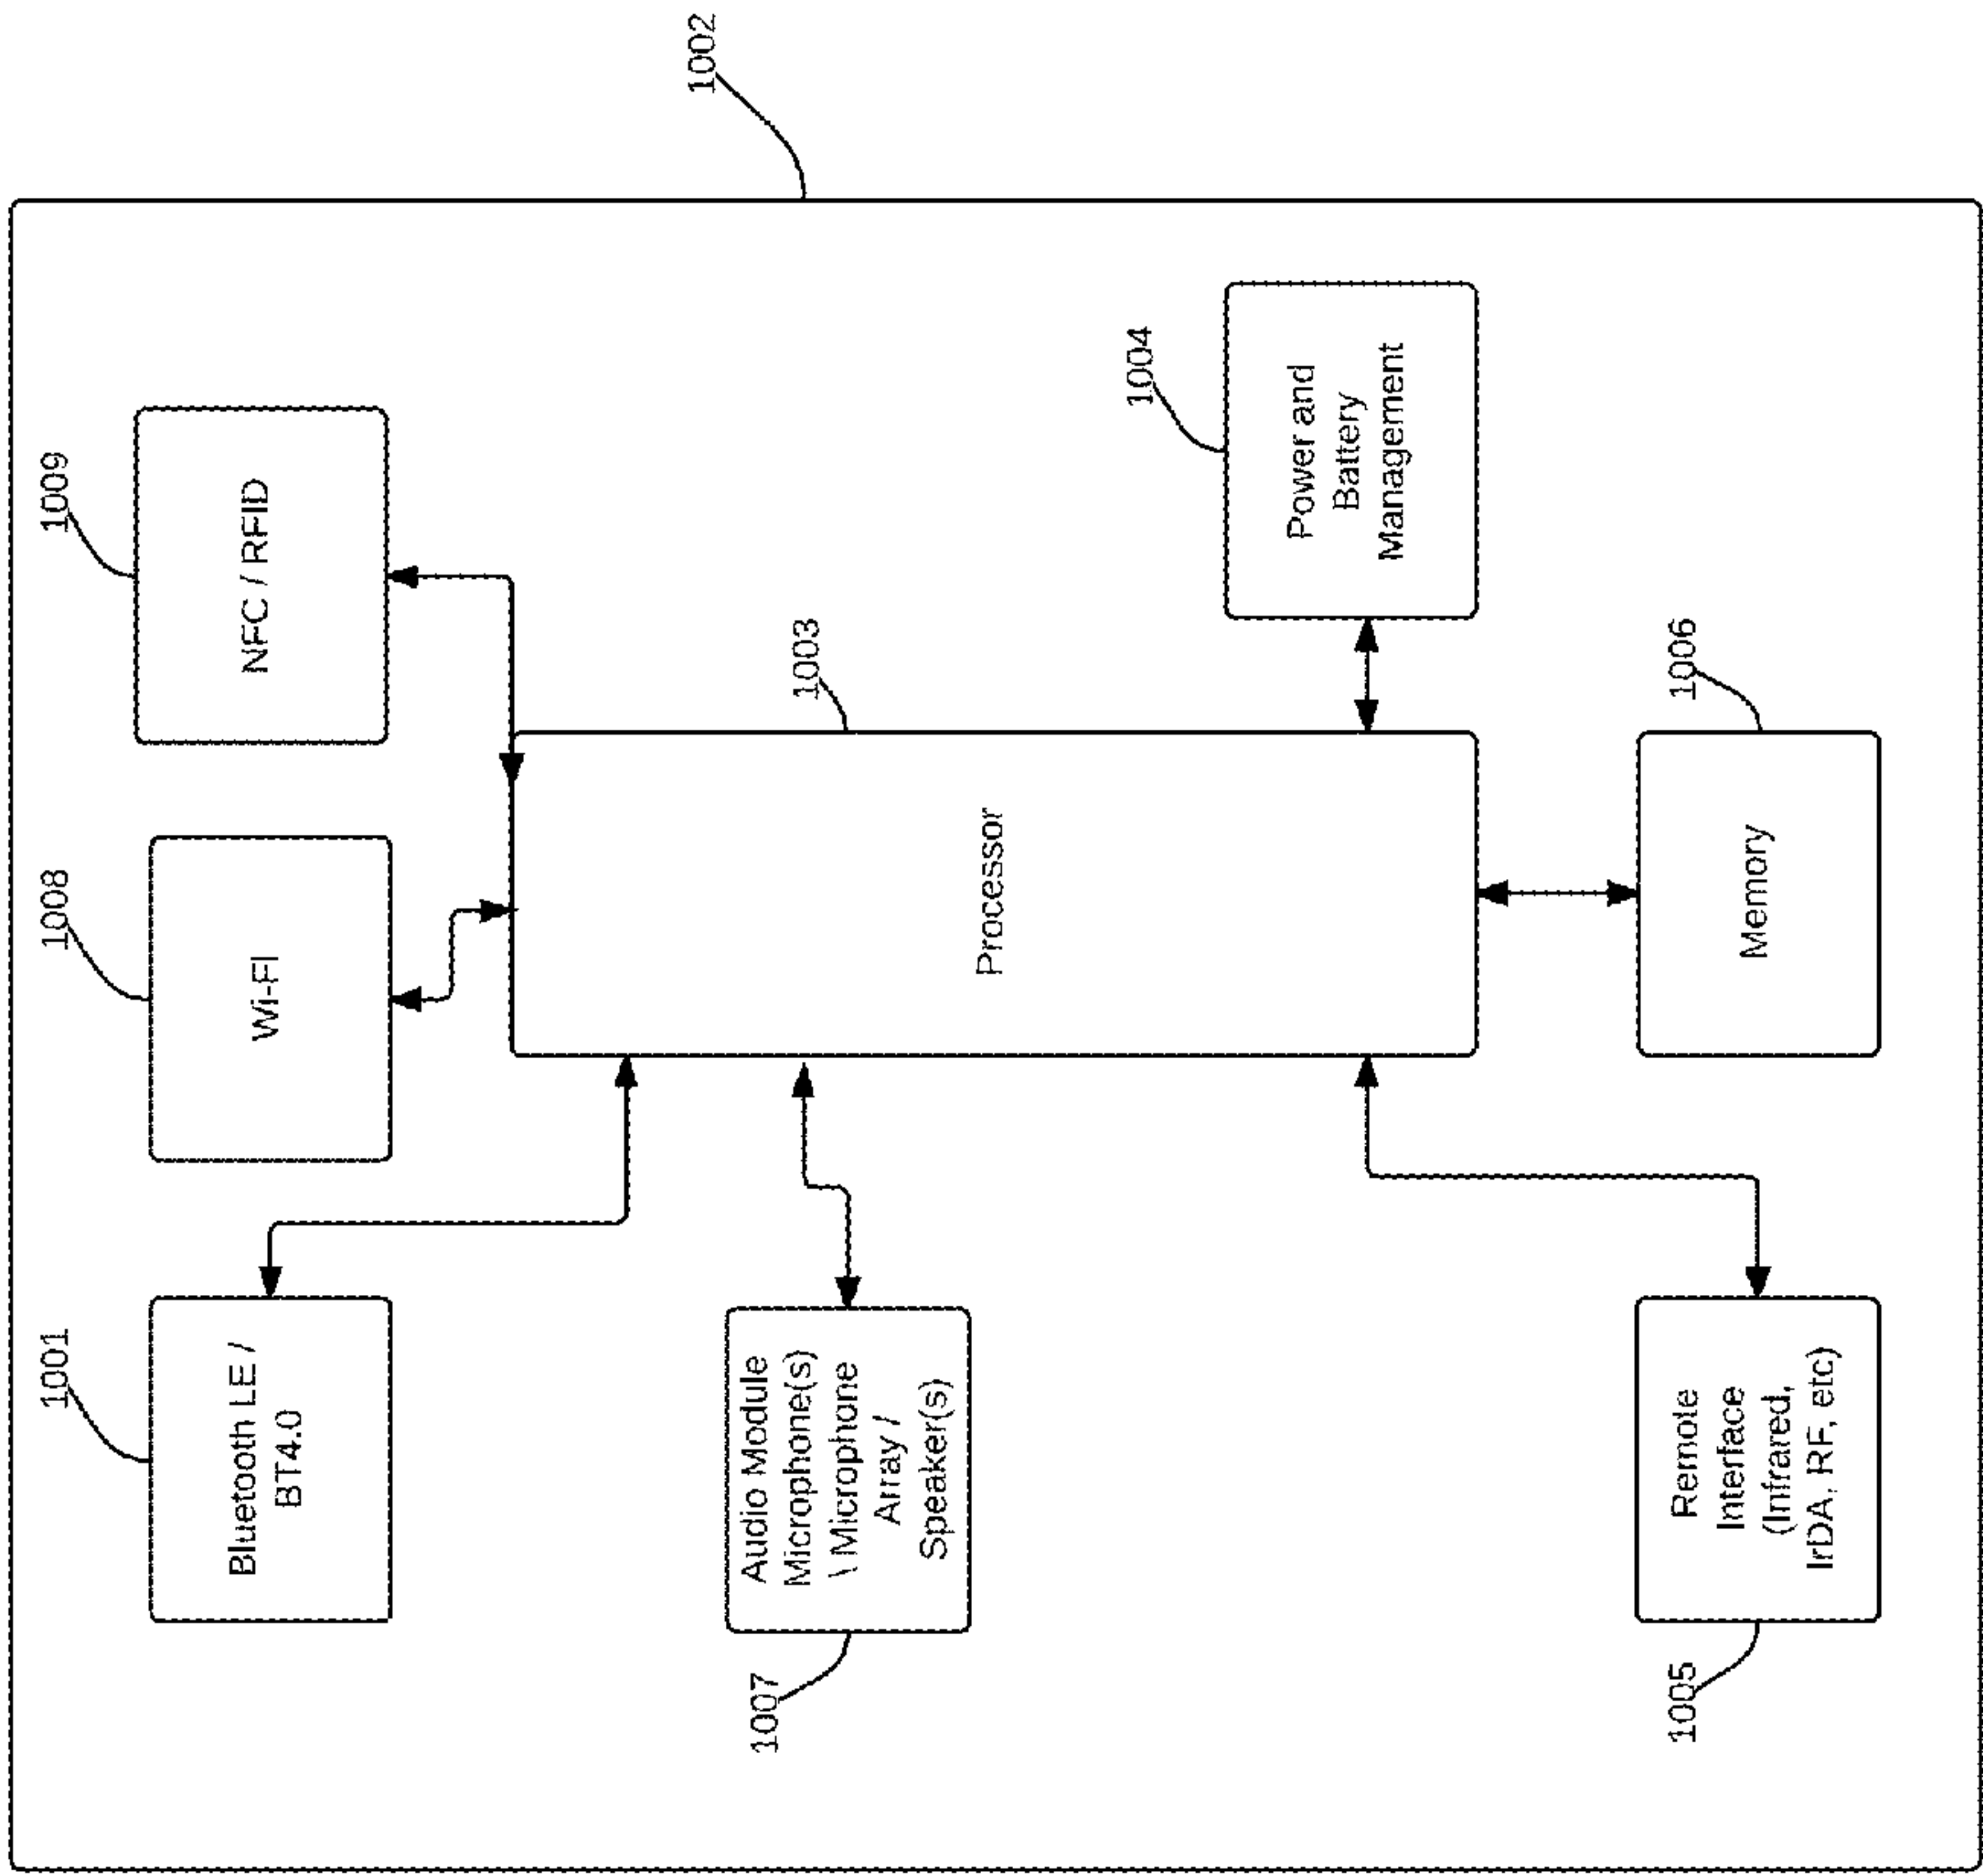 1002
1001
Bluetooth LE /
BT4.0
1008
Wi-FI
1009
NFC / RFID
1007
Audio Module
Microphone(s)
\ Microphone
Array /
Speaker(s)
1003
Processor
1004
Power and
Battery
Management
1005
Remote
Interface
(Infrared,
IrDA, RF, etc)
1006
Memory